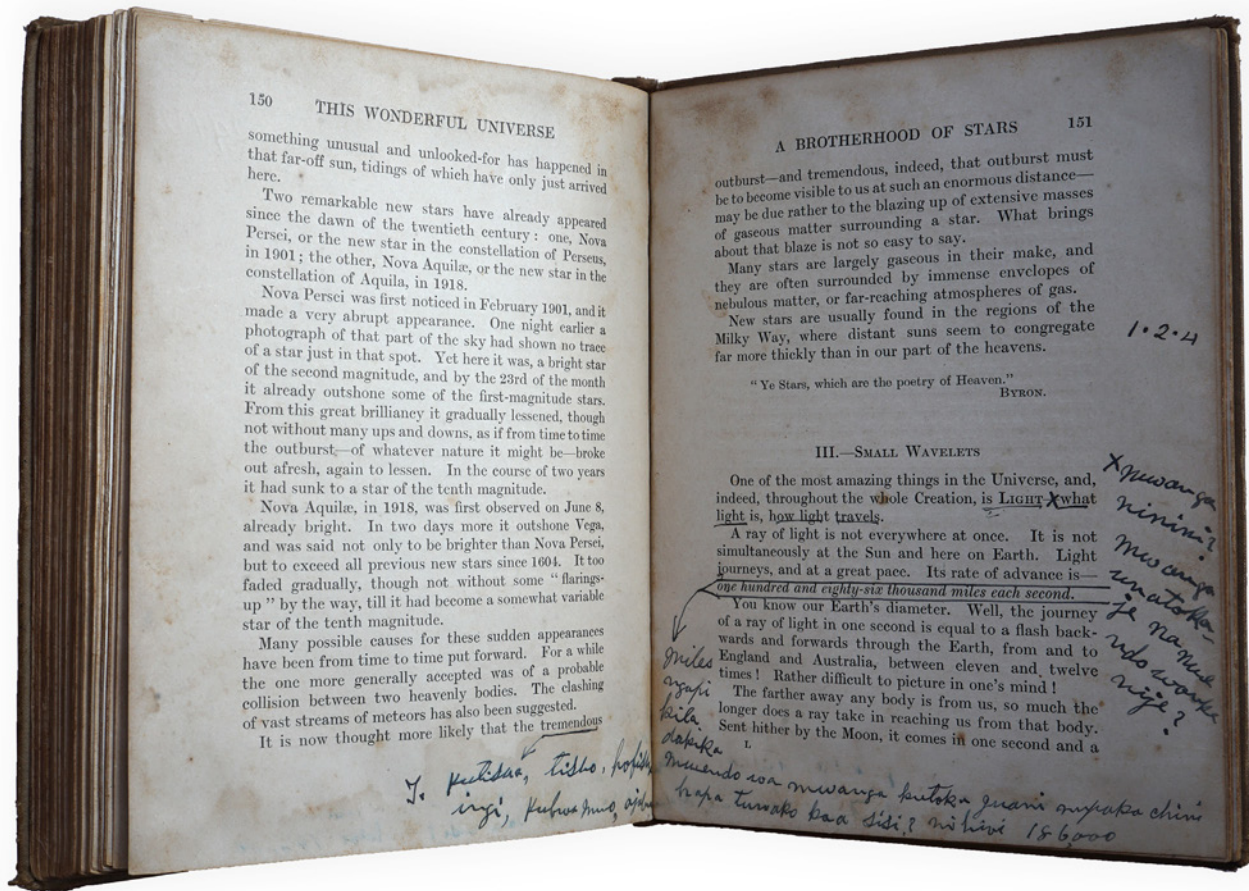 150 THIS WONDERFUL UNIVERSE
something unusual and unlooked-for has happened in
that far-off sun, tidings of which have only just arrived
here.
Two remarkable new stars have already appeared
since the dawn of the twentieth century : one, Nova
Persei, or the new star in the constellation of Perseus,
in 1901 ; the other, Nova Aquilæ, or the new star in the
constellation of Aquila, in 1918.
Nova Persei was first noticed in February 1901, and it
made a very abrupt appearance. One night earlier a
photograph of that part of the sky had shown no trace
of a star just in that spot. Yet here it was, a bright star
of the second magnitude, and by the 23rd of the month
it already outshone some of the first-magnitude stars.
From this great brilliancy it gradually lessened, though
not without many ups and downs, as if from time to time
the outburst—of whatever nature it might be—broke
out afresh, again to lessen. In the course of two years
it had sunk to a star of the tenth magnitude.
Nova Aquilæ, in 1918, was first observed on June 8,
already bright. In two days more it outshone Vega,
and was said not only to be brighter than Nova Persei,
but to exceed all previous new stars since 1604. It too
faded gradually, though not without some “ flarings-
up ” by the way, till it had become a somewhat variable
star of the tenth magnitude.
Many possible causes for these sudden appearances
have been from time to time put forward. For a while
the one more generally accepted was of a probable
collision between two heavenly bodies. The clashing
of vast streams of meteors has also been suggested.
It is now thought more likely that the tremendous
tisho,
ingi, kubwa mno,
A BROTHERHOOD OF STARS 151
outburst—and tremendous, indeed, that outburst must
be to become visible to us at such an enormous distance—
may be due rather to the blazing up of extensive masses
of gaseous matter surrounding a star. What brings
about that blaze is not so easy to say.
Many stars are largely gaseous in their make, and
they are often surrounded by immense envelopes of
nebulous matter, or far-reaching atmospheres of gas.
New stars are usually found in the regions of the
Milky Way, where distant suns seem to congregate
far more thickly than in our part of the heavens.
1·2·4
“ Ye Stars, which are the poetry of Heaven.”
BYRON.
III.—SMALL WAVELETS
One of the most amazing things in the Universe, and,
indeed, throughout the whole Creation, is LIGHT—what
light is, how light travels.
A ray of light is not everywhere at once. It is not
simultaneously at the Sun and here on Earth. Light
journeys, and at a great pace. Its rate of advance is—
one hundred and eighty-six thousand miles each second.
You know our Earth’s diameter. Well, the journey
of a ray of light in one second is equal to a flash back-
wards and forwards through the Earth, from and to
England and Australia, between eleven and twelve
times ! Rather difficult to picture in one’s mind !
The farther away any body is from us, so much the
longer does a ray take in reaching us from that body.
Sent hither by the Moon, it comes in one second and a
L
x mwanga
ni nini?
mwanga
unatoka-
je na mwe
ndo wake
nije?
miles
ngapi
kila
dakika
mwendo wa mwanga kutoka mpaka chini
hapa tuwako kaa sisi? ni hivi 186,000